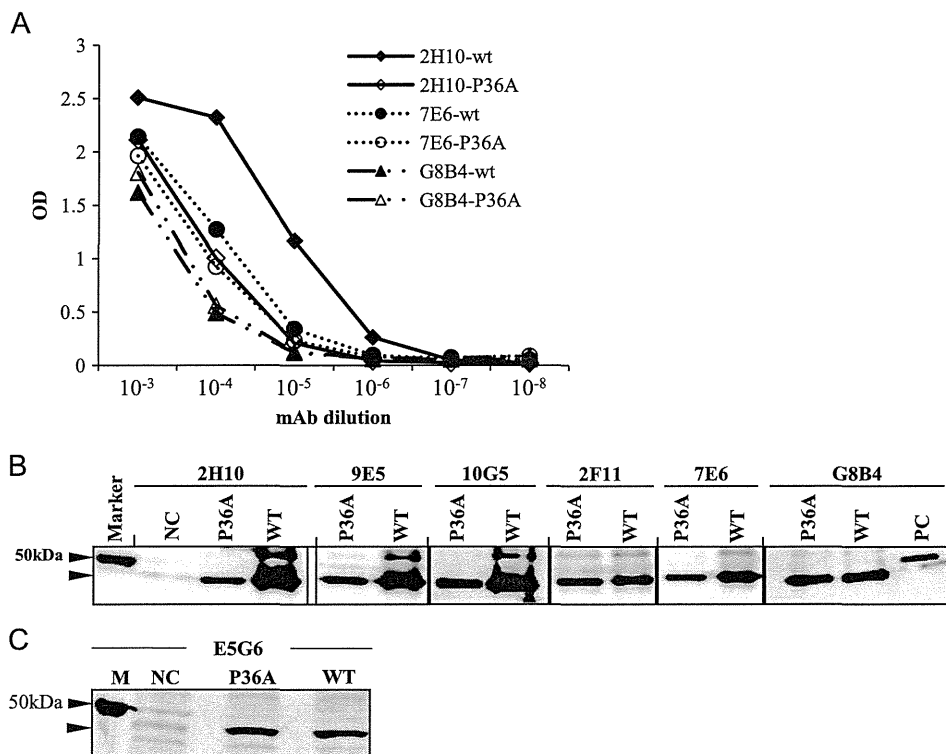 A
3
2.5
2
1.5
1
0.5
0
OD
10-3 10-4 10-5 10-6 10-7 10-8
mAb dilution
2H10-wt
2H10-P36A
7E6-wt
7E6-P36A
G8B4-wt
G8B4-P36A
B
2H10 9E5 10G5 2F11 7E6 G8B4
Marker NC P36A WT P36A WT P36A WT P36A WT P36A WT P36A WT PC
50kDa
C
E5G6
M NC P36A WT
50kDa